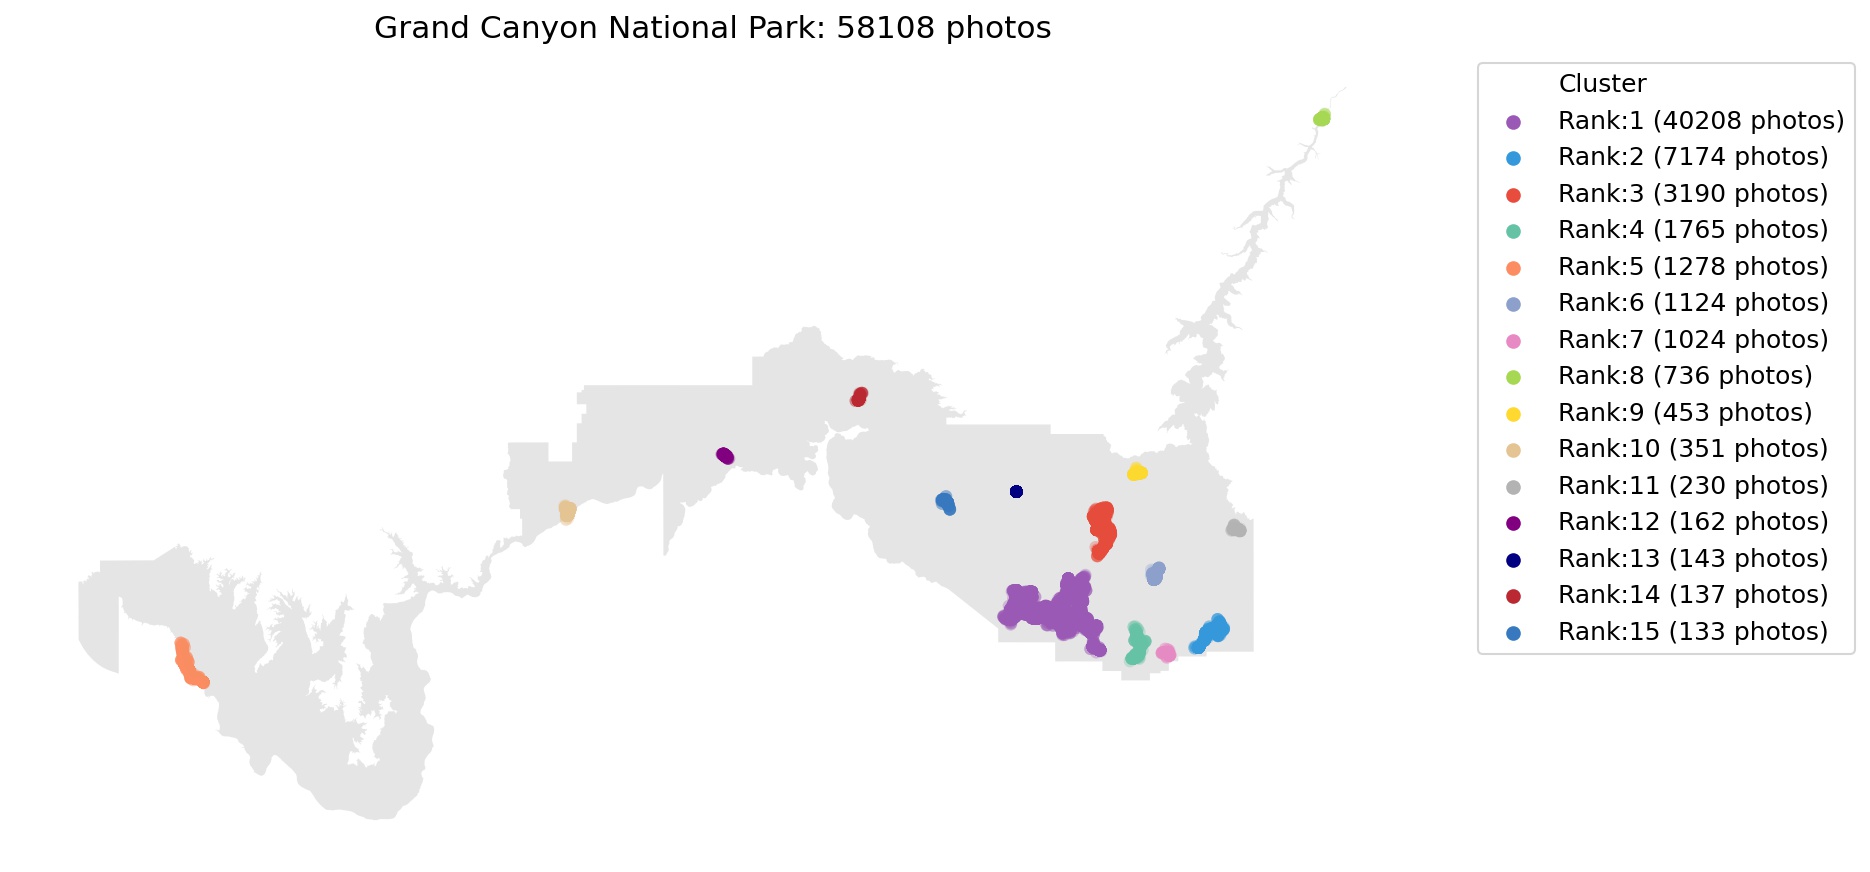 Grand Canyon National Park: 58108 photos
Cluster
Rank:1 (40208 photos)
Rank:2 (7174 photos)
Rank:3 (3190 photos)
Rank:4 (1765 photos)
Rank:5 (1278 photos)
Rank:6 (1124 photos)
Rank:7 (1024 photos)
Rank:8 (736 photos)
Rank:9 (453 photos)
Rank:10 (351 photos)
Rank:11 (230 photos)
Rank:12 (162 photos)
Rank:13 (143 photos)
Rank:14 (137 photos)
Rank:15 (133 photos)